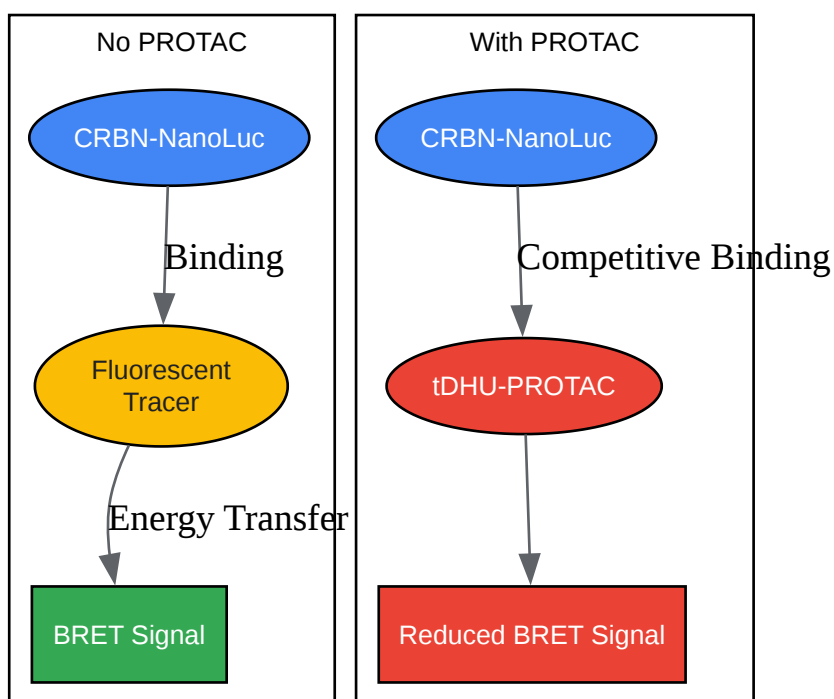 No PROTAC
CRBN-NanoLuc
Binding
Fluorescent
Tracer
Energy Transfer
BRET Signal
With PROTAC
CRBN-NanoLuc
Competitive Binding
tDHU-PROTAC
Reduced BRET Signal